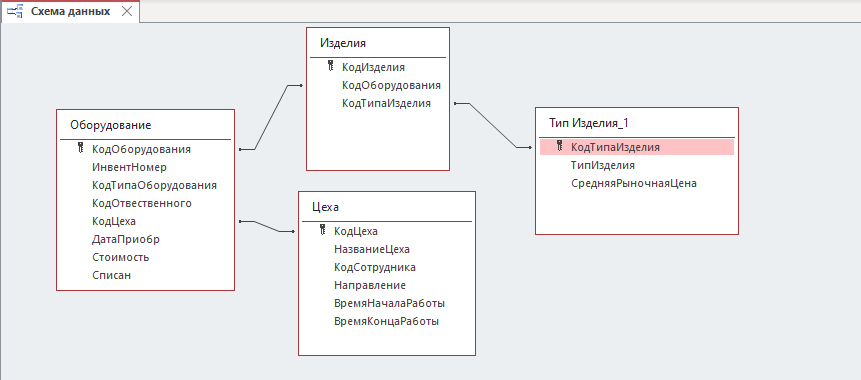 Схема данных
Изделия
КодИзделия
КодОборудования
КодТипаИзделия
Оборудование
КодОборудования
ИнвентНомер
КодТипаОборудования
КодОтвественного
КодЦеха
ДатаПриобр
Стоимость
Списан
Тип Изделия_1
КодТипаИзделия
ТипИзделия
СредняяРыночнаяЦена
Цеха
КодЦеха
НазваниеЦеха
КодСотрудника
Направление
ВремяНачалаРаботы
ВремяКонцаРаботы